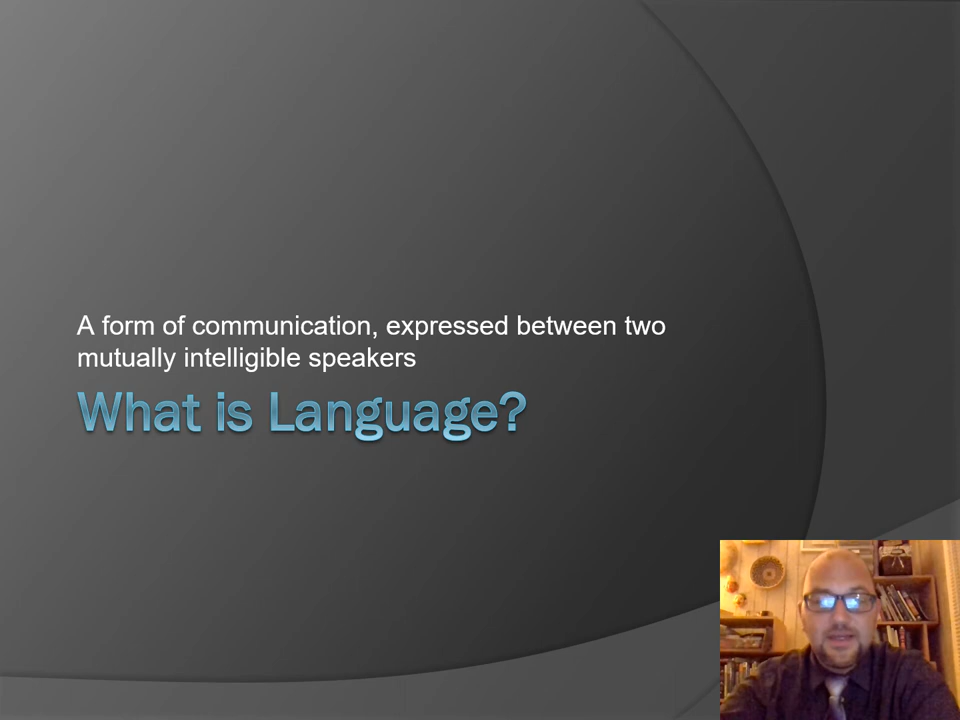 A form of communication, expressed between two
mutually intelligible speakers
What is Language?